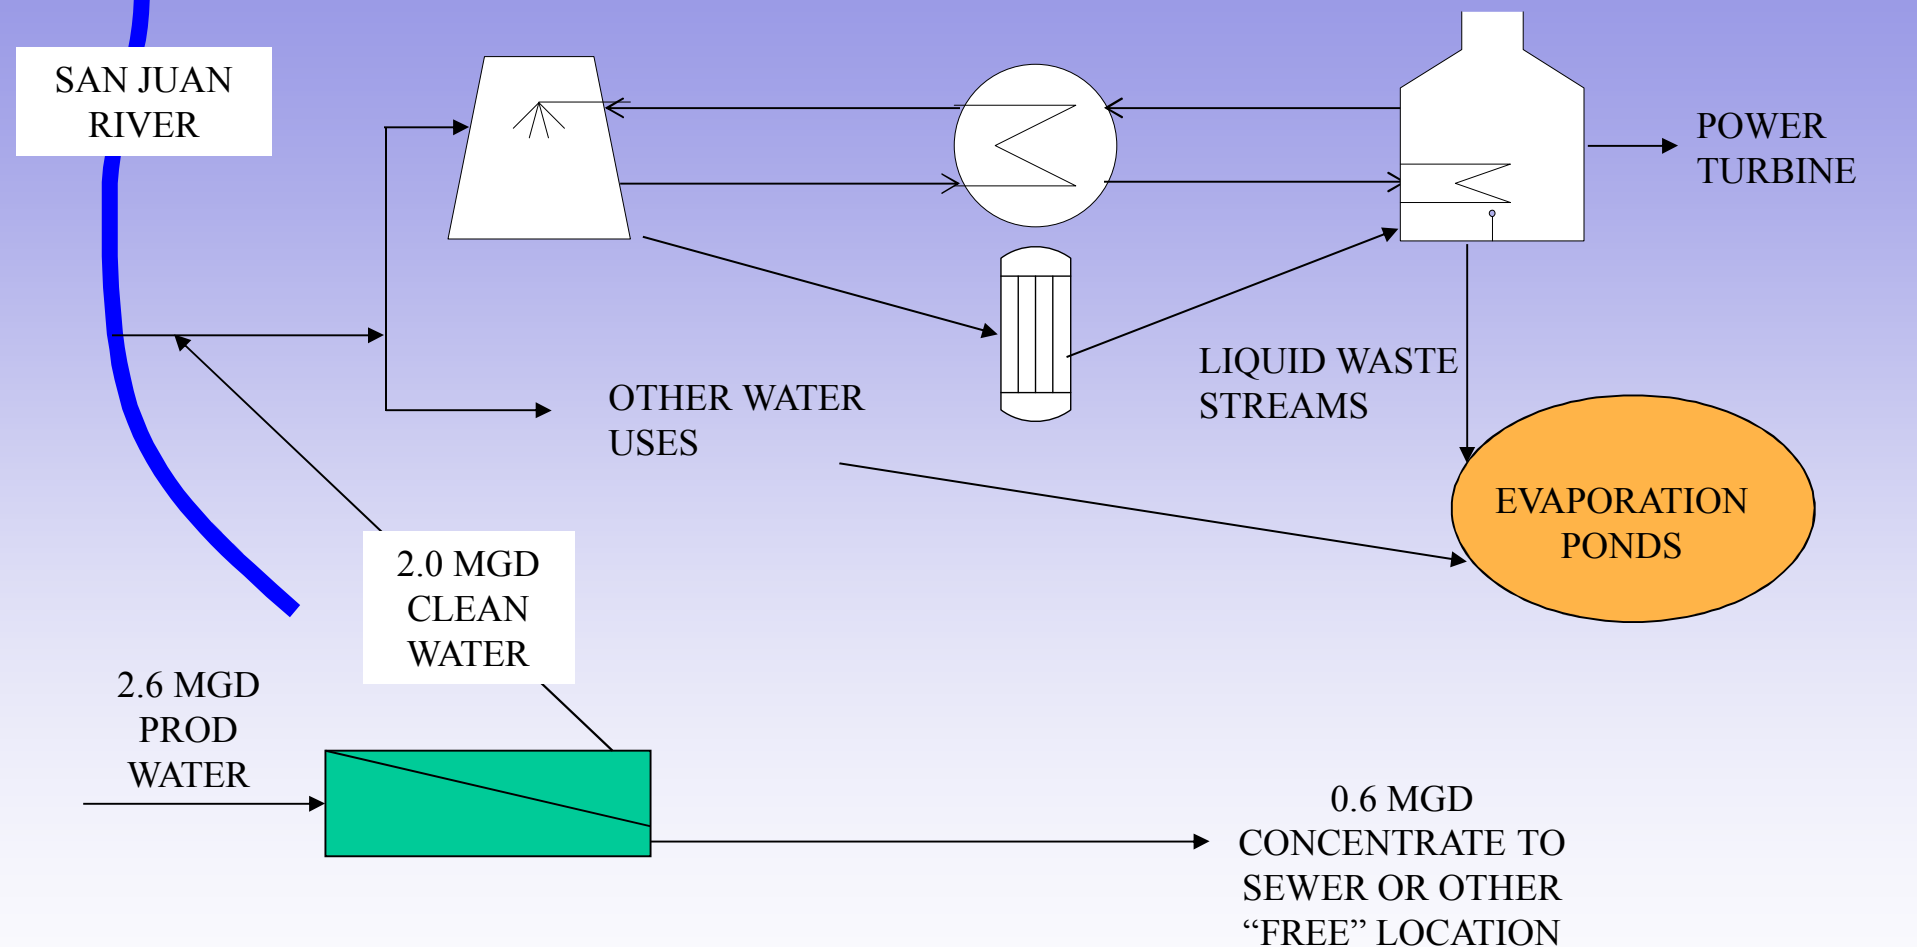 SAN JUAN
RIVER
POWER
TURBINE
LIQUID WASTE
STREAMS
OTHER WATER
USES
EVAPORATION
PONDS
2.0 MGD
CLEAN
WATER
2.6 MGD
PROD
WATER
0.6 MGD
CONCENTRATE TO
SEWER OR OTHER
“FREE” LOCATION